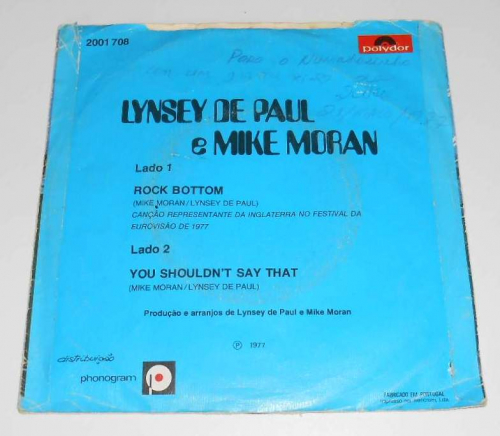 2001 708
Polydor
LYNSEY DE PAUL
e MIKE MORAN
Lado 1
ROCK BOTTOM
(MIKE MORAN/LYNSEY DE PAUL)
CANÇÃO REPRESENTANTE DA INGLATERRA NO FESTIVAL DA
EUROVISÃO DE 1977
Lado 2
YOU SHOULDN'T SAY THAT
(MIKE MORAN/LYNSEY DE PAUL)
Produção e arranjos de Lynsey de Paul e Mike Moran
℗ 1977
distribuição
phonogram
FABRICADO EM PORTUGAL